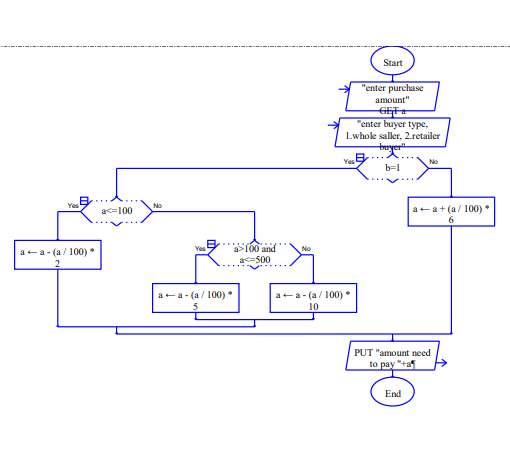 Start
"enter purchase
amount"
GET a
"enter buyer type,
1.whole saller, 2.retailer
buyer"
Yes
b=1
No
Yes
a<=100
No
a ← a + (a / 100) *
6
a ← a - (a / 100) *
2
Yes
a>100 and
a<=500
No
a ← a - (a / 100) *
5
a ← a - (a / 100) *
10
PUT "amount need
to pay "+a¶
End